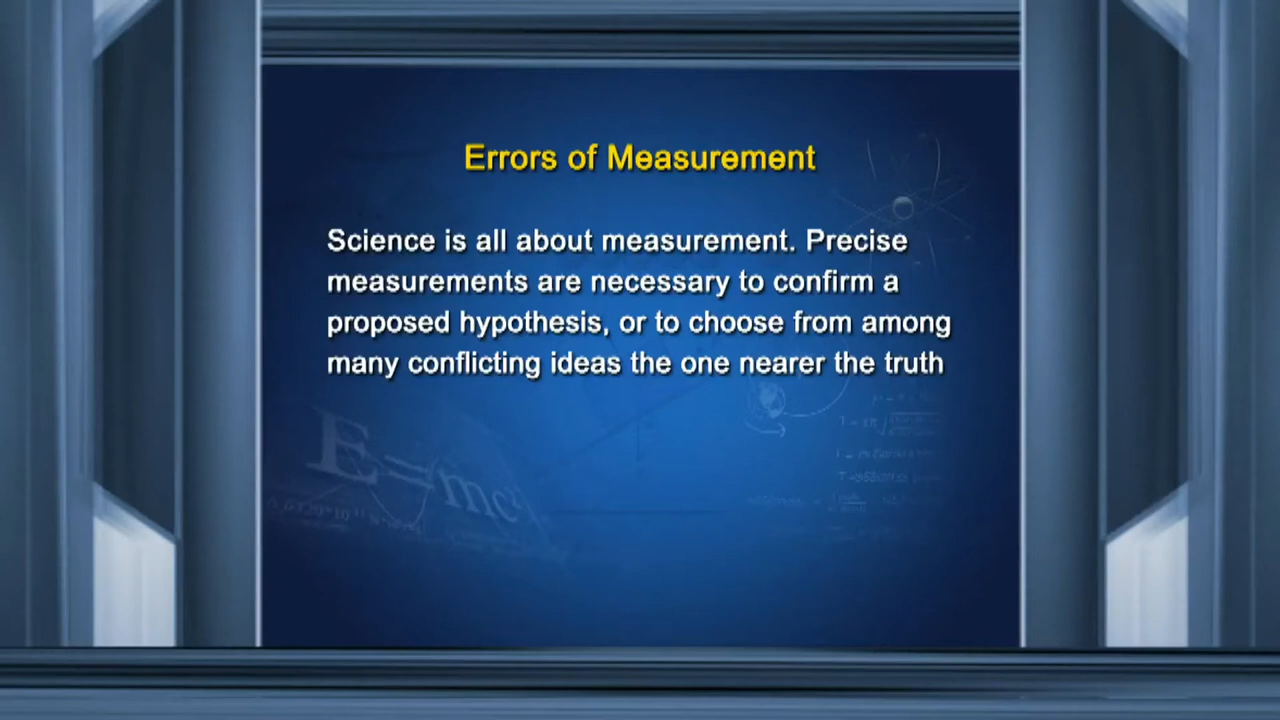 Errors of Measurement
Science is all about measurement. Precise
measurements are necessary to confirm a
proposed hypothesis, or to choose from among
many conflicting ideas the one nearer the truth
E=mc²